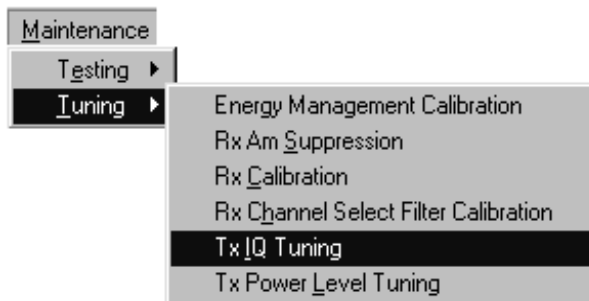 Maintenance
Testing
Tuning
Energy Management Calibration
Rx Am Suppression
Rx Calibration
Rx Channel Select Filter Calibration
Tx IQ Tuning
Tx Power Level Tuning